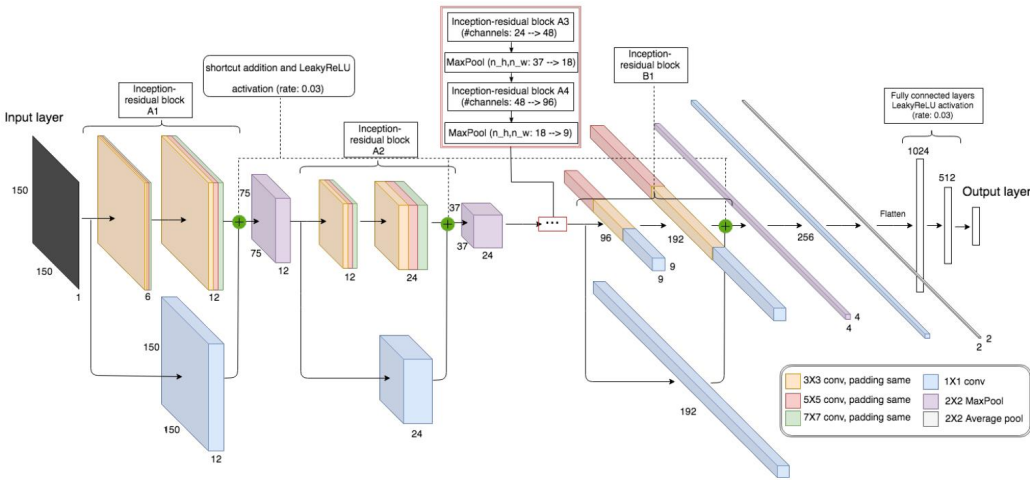 Inception-residual block A3
(#channels: 24 --> 48)
MaxPool (n_h,n_w: 37 --> 18)
Inception-residual block A4
(#channels: 48 --> 96)
MaxPool (n_h,n_w: 18 --> 9)
shortcut addition and LeakyReLU
activation (rate: 0.03)
Inception-
residual block
A1
Inception-
residual block
A2
Inception-
residual block
B1
Fully connected layers
LeakyReLU activation
(rate: 0.03)
Input layer
150
150
1
6
12
75
75
12
12
24
37
37
24
...
96
9
9
192
4
4
256
2
2
Flatten
1024
512
Output layer
150
150
12
24
192
3X3 conv, padding same
5X5 conv, padding same
7X7 conv, padding same
1X1 conv
2X2 MaxPool
2X2 Average pool